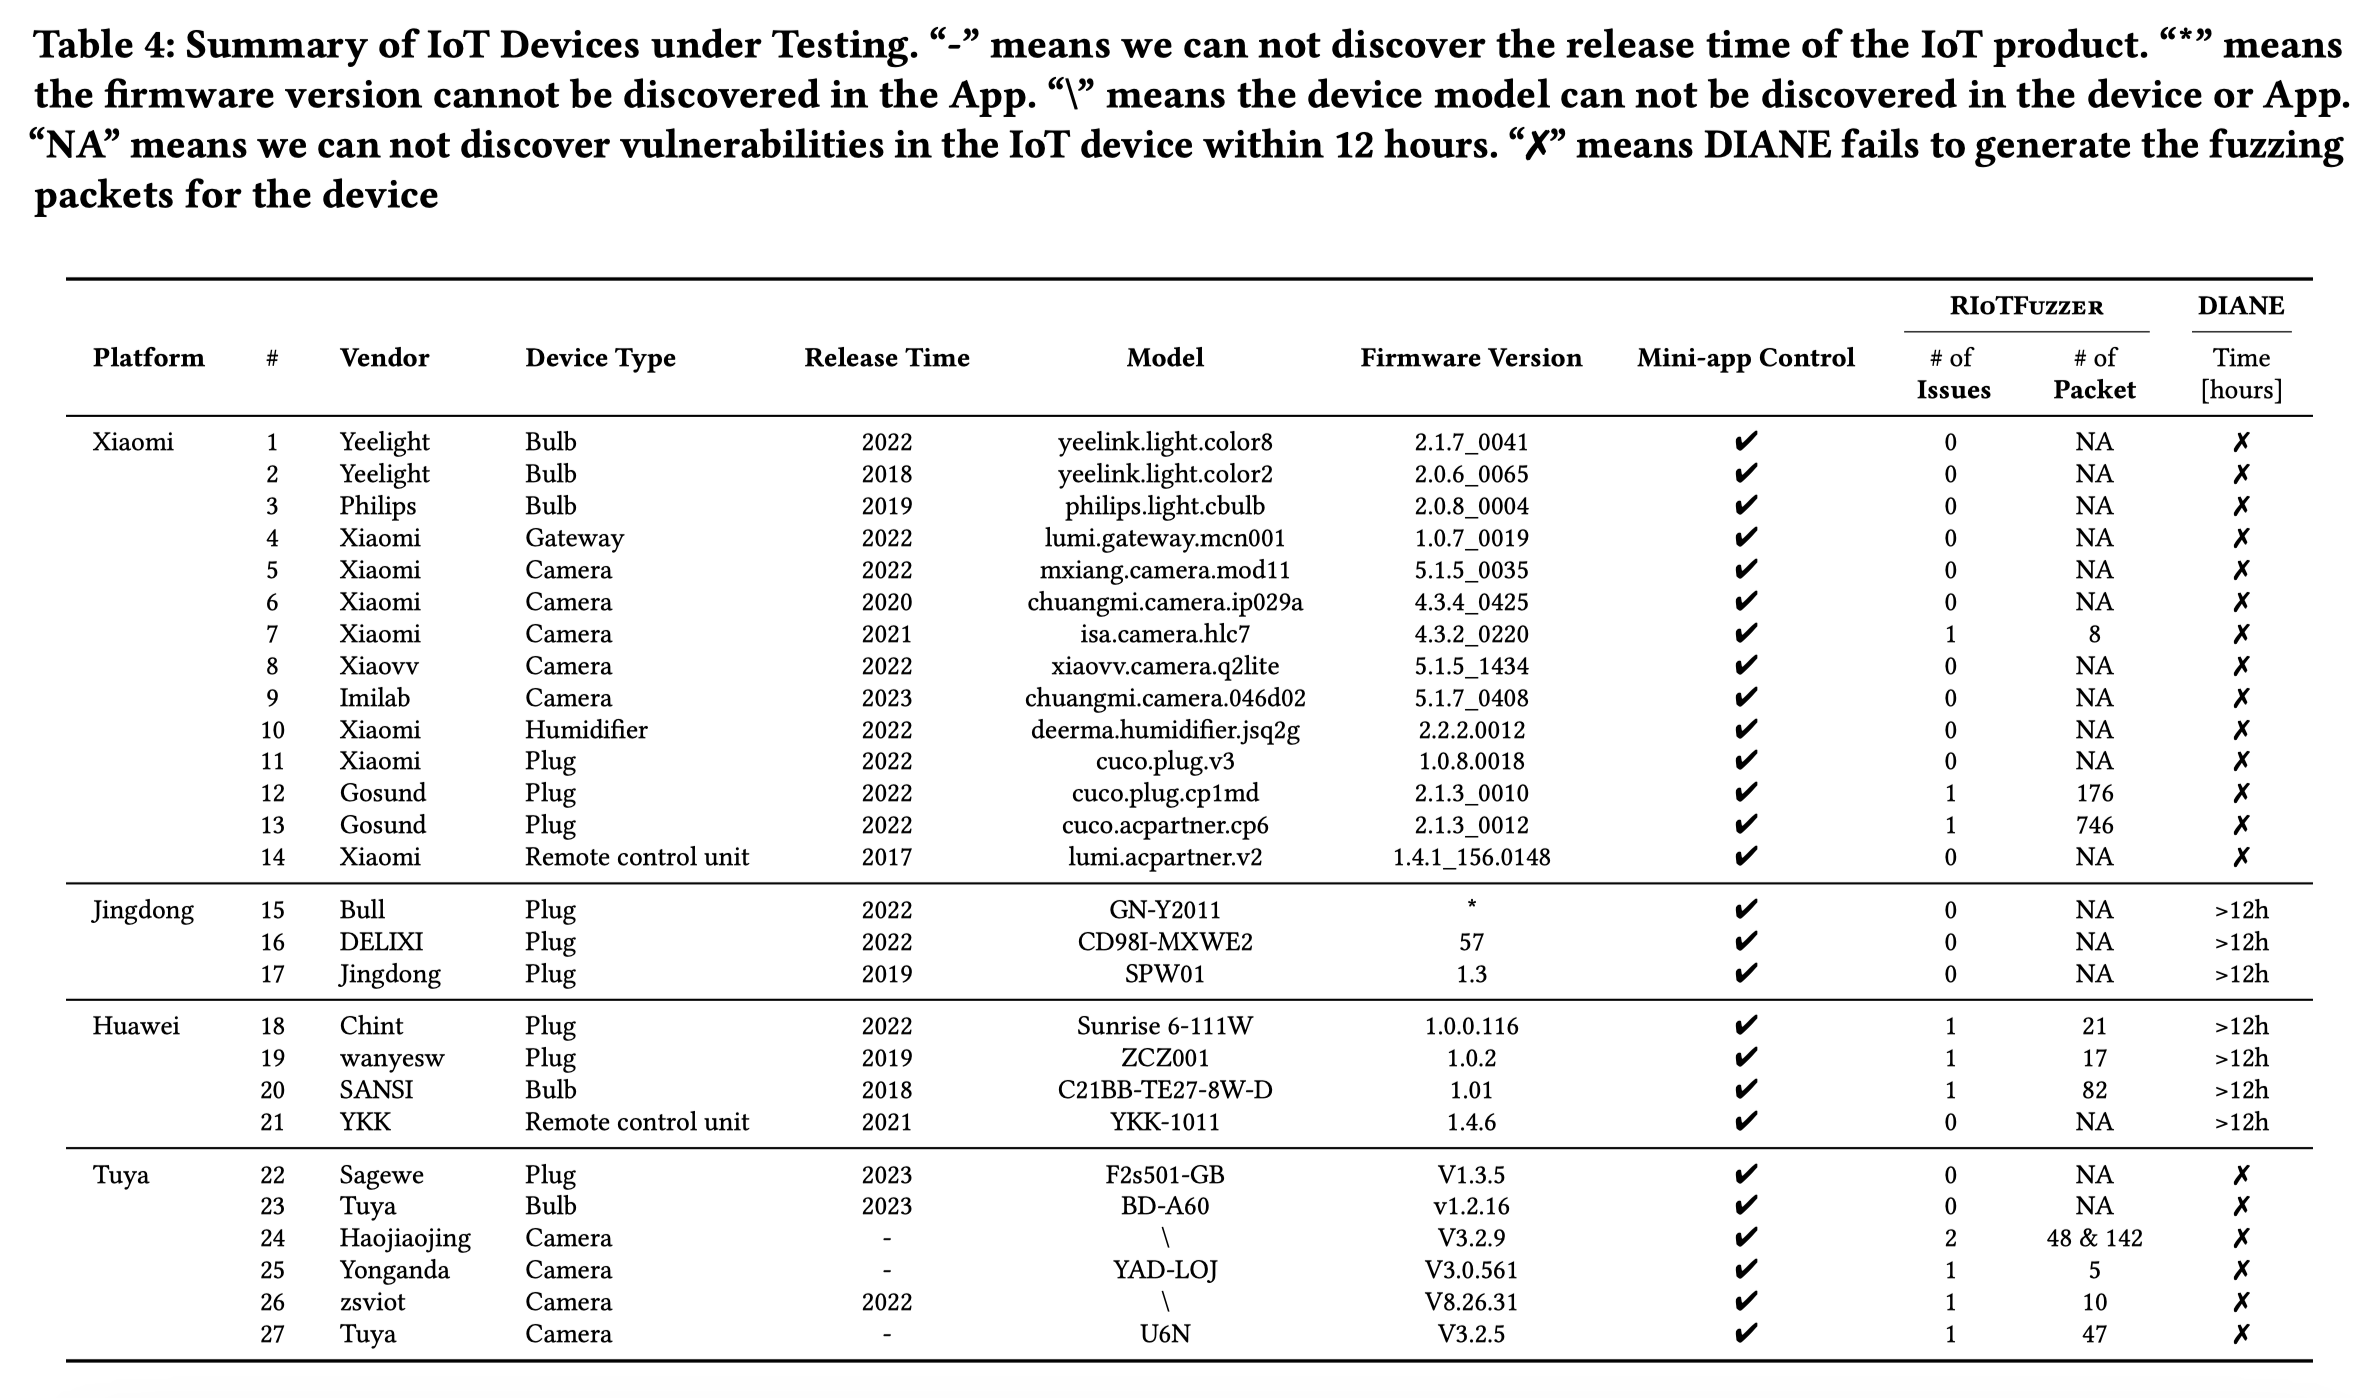 Table 4: Summary of IoT Devices under Testing. “-” means we can not discover the release time of the IoT product. “*” means
the firmware version cannot be discovered in the App. “\” means the device model can not be discovered in the device or App.
“NA” means we can not discover vulnerabilities in the IoT device within 12 hours. “✗” means DIANE fails to generate the fuzzing
packets for the device
RIoTFuzzer DIANE
Platform # Vendor Device Type Release Time Model Firmware Version Mini-app Control # of # of Time
Issues Packet [hours]
Xiaomi 1 Yeelight Bulb 2022 yeelink.light.color8 2.1.7_0041 ✔ 0 NA ✗
2 Yeelight Bulb 2018 yeelink.light.color2 2.0.6_0065 ✔ 0 NA ✗
3 Philips Bulb 2019 philips.light.cbulb 2.0.8_0004 ✔ 0 NA ✗
4 Xiaomi Gateway 2022 lumi.gateway.mcn001 1.0.7_0019 ✔ 0 NA ✗
5 Xiaomi Camera 2022 mxiang.camera.mod11 5.1.5_0035 ✔ 0 NA ✗
6 Xiaomi Camera 2020 chuangmi.camera.ip029a 4.3.4_0425 ✔ 0 NA ✗
7 Xiaomi Camera 2021 isa.camera.hlc7 4.3.2_0220 ✔ 1 8 ✗
8 Xiaovv Camera 2022 xiaovv.camera.q2lite 5.1.5_1434 ✔ 0 NA ✗
9 Imilab Camera 2023 chuangmi.camera.046d02 5.1.7_0408 ✔ 0 NA ✗
10 Xiaomi Humidifier 2022 deerma.humidifier.jsq2g 2.2.2.0012 ✔ 0 NA ✗
11 Xiaomi Plug 2022 cuco.plug.v3 1.0.8.0018 ✔ 0 NA ✗
12 Gosund Plug 2022 cuco.plug.cp1md 2.1.3_0010 ✔ 1 176 ✗
13 Gosund Plug 2022 cuco.acpartner.cp6 2.1.3_0012 ✔ 1 746 ✗
14 Xiaomi Remote control unit 2017 lumi.acpartner.v2 1.4.1_156.0148 ✔ 0 NA ✗
Jingdong 15 Bull Plug 2022 GN-Y2011 * ✔ 0 NA >12h
16 DELIXI Plug 2022 CD98I-MXWE2 57 ✔ 0 NA >12h
17 Jingdong Plug 2019 SPW01 1.3 ✔ 0 NA >12h
Huawei 18 Chint Plug 2022 Sunrise 6-111W 1.0.0.116 ✔ 1 21 >12h
19 wanyesw Plug 2019 ZCZ001 1.0.2 ✔ 1 17 >12h
20 SANSI Bulb 2018 C21BB-TE27-8W-D 1.01 ✔ 1 82 >12h
21 YKK Remote control unit 2021 YKK-1011 1.4.6 ✔ 0 NA >12h
Tuya 22 Sagewe Plug 2023 F2s501-GB V1.3.5 ✔ 0 NA ✗
23 Tuya Bulb 2023 BD-A60 v1.2.16 ✔ 0 NA ✗
24 Haojiaojing Camera - \ V3.2.9 ✔ 2 48 & 142 ✗
25 Yonganda Camera - YAD-LOJ V3.0.561 ✔ 1 5 ✗
26 zsviot Camera 2022 \ V8.26.31 ✔ 1 10 ✗
27 Tuya Camera - U6N V3.2.5 ✔ 1 47 ✗